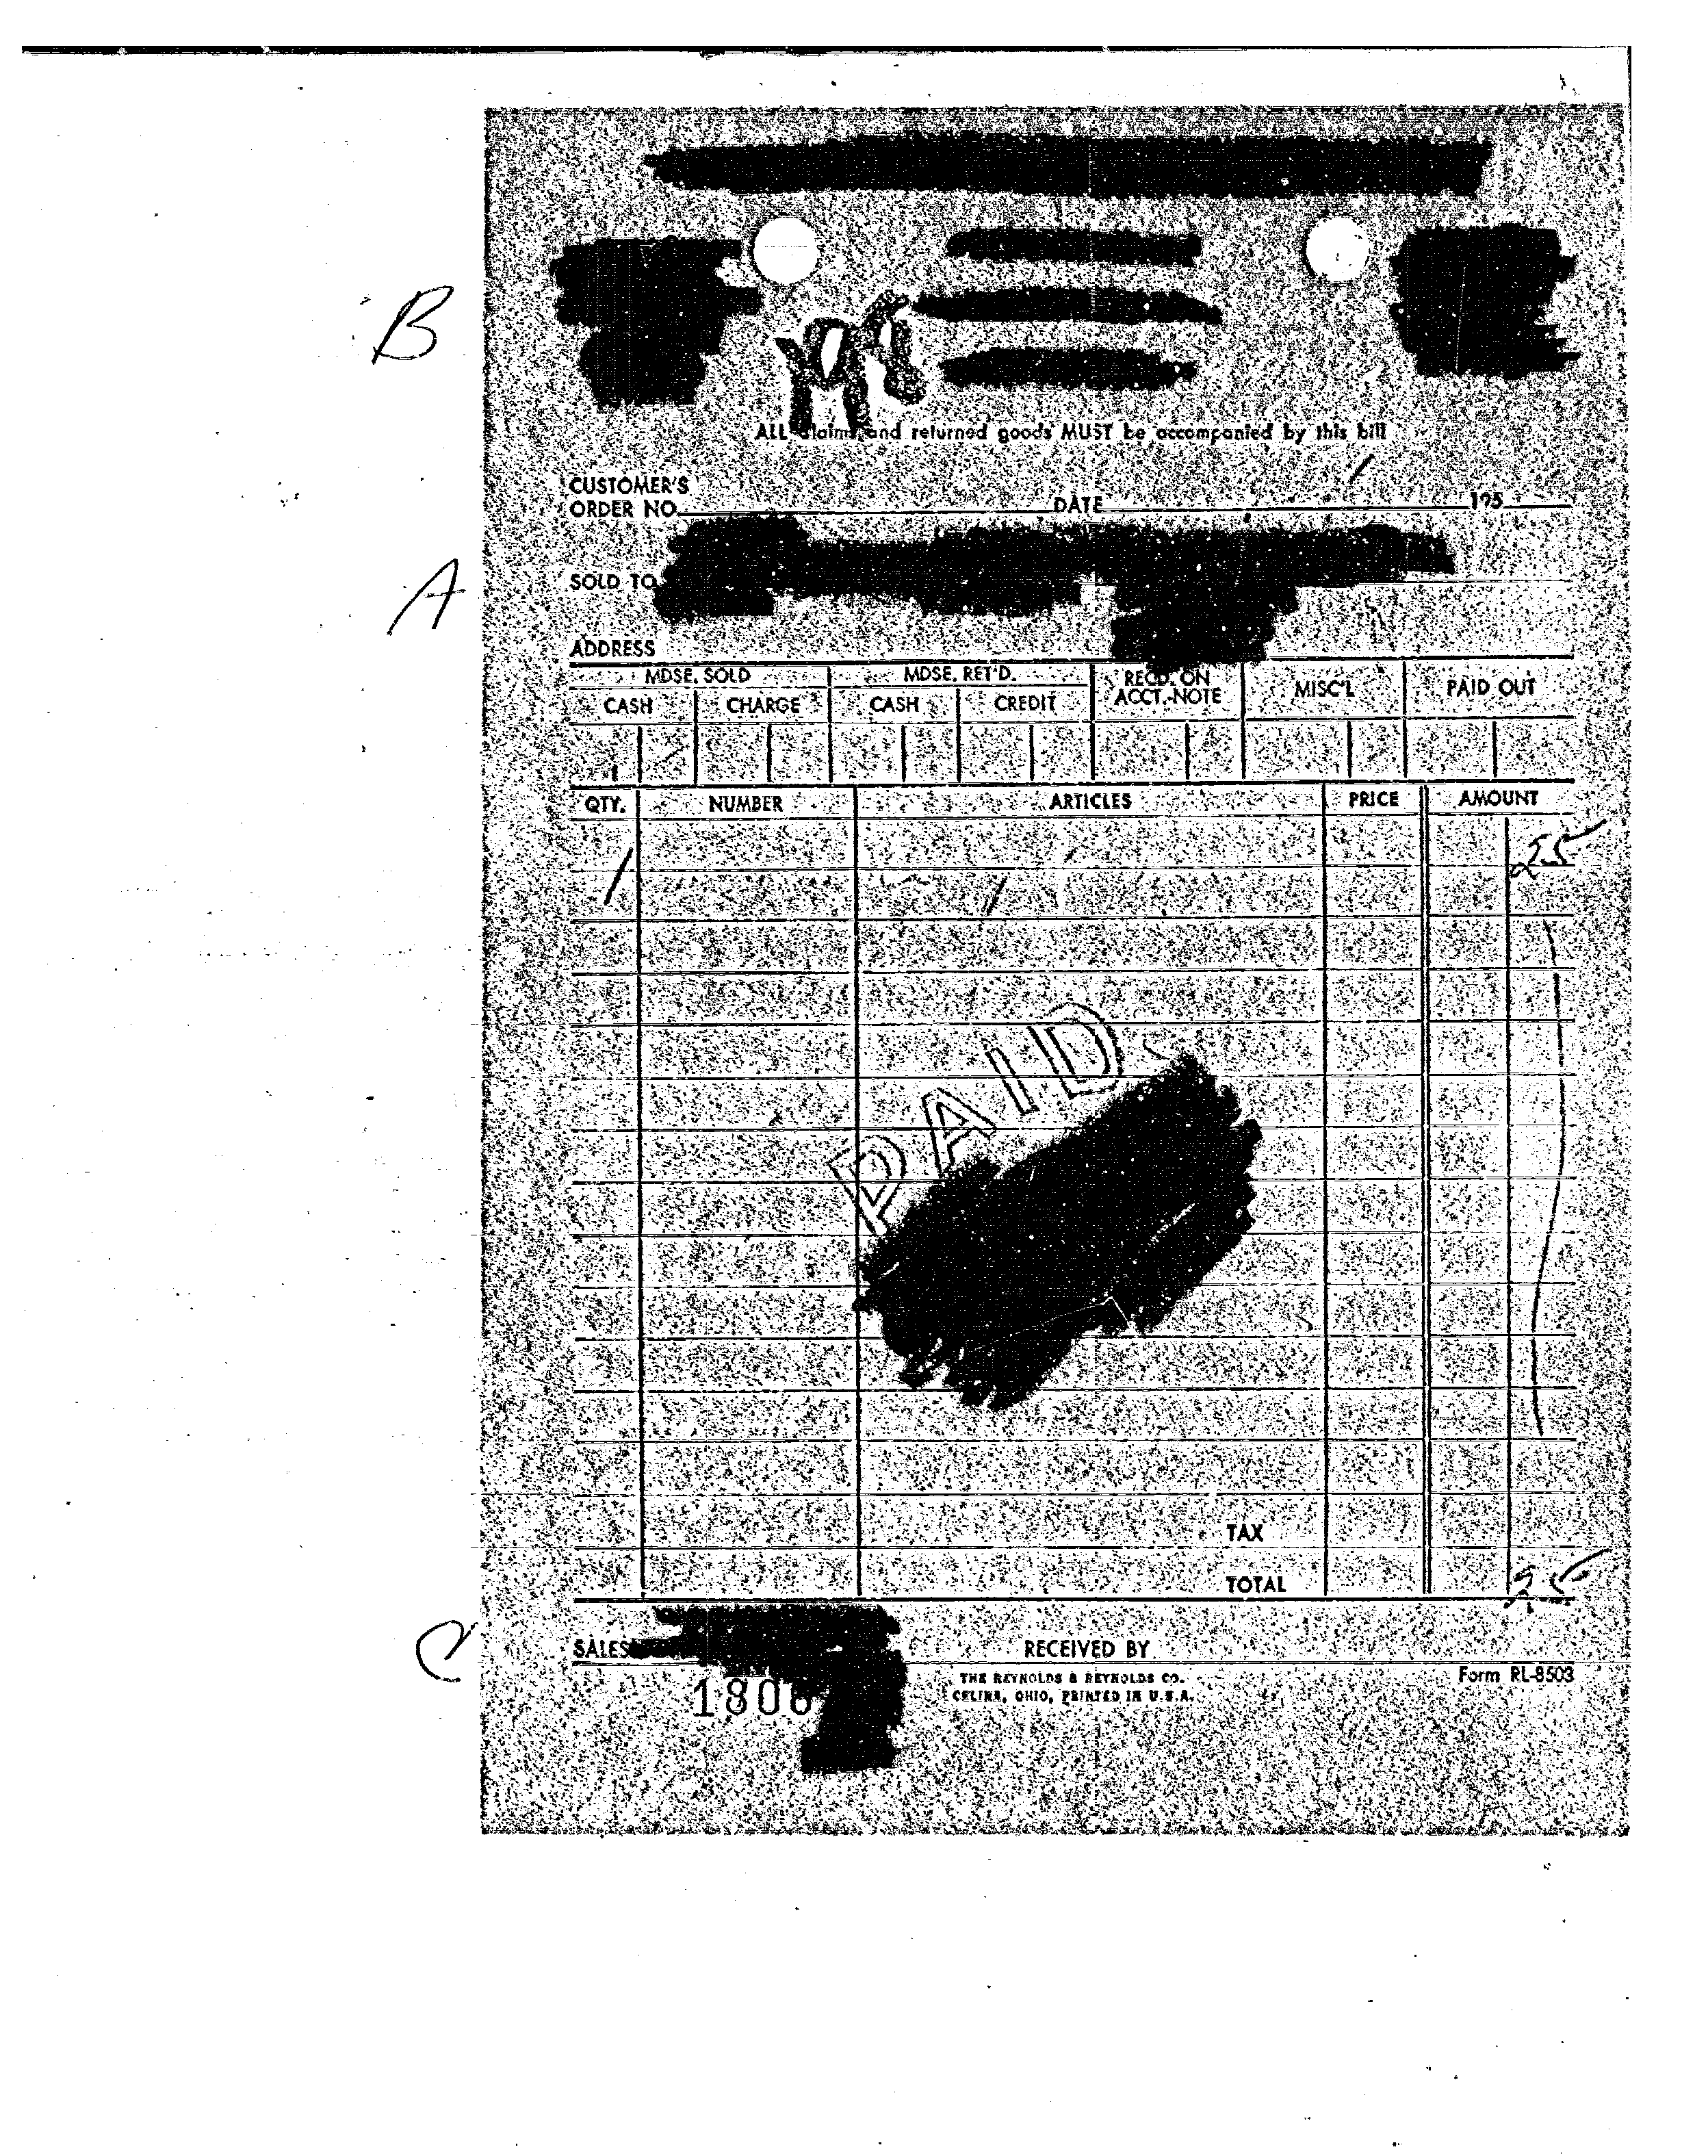 B
ALL claims and returned goods MUST be accompanied by this bill
CUSTOMER'S
ORDER NO. DATE 195
A
SOLD TO
ADDRESS
MDSE. SOLD MDSE. RET'D. RECD. ON ACCT.-NOTE MISC'L PAID OUT
CASH CHARGE CASH CREDIT
QTY. NUMBER ARTICLES PRICE AMOUNT
25
1
PAID
TAX
TOTAL 25
C
SALES RECEIVED BY
THE REYNOLDS & REYNOLDS CO. Form RL-8503
CELINA, OHIO, PRINTED IN U.S.A.
1806